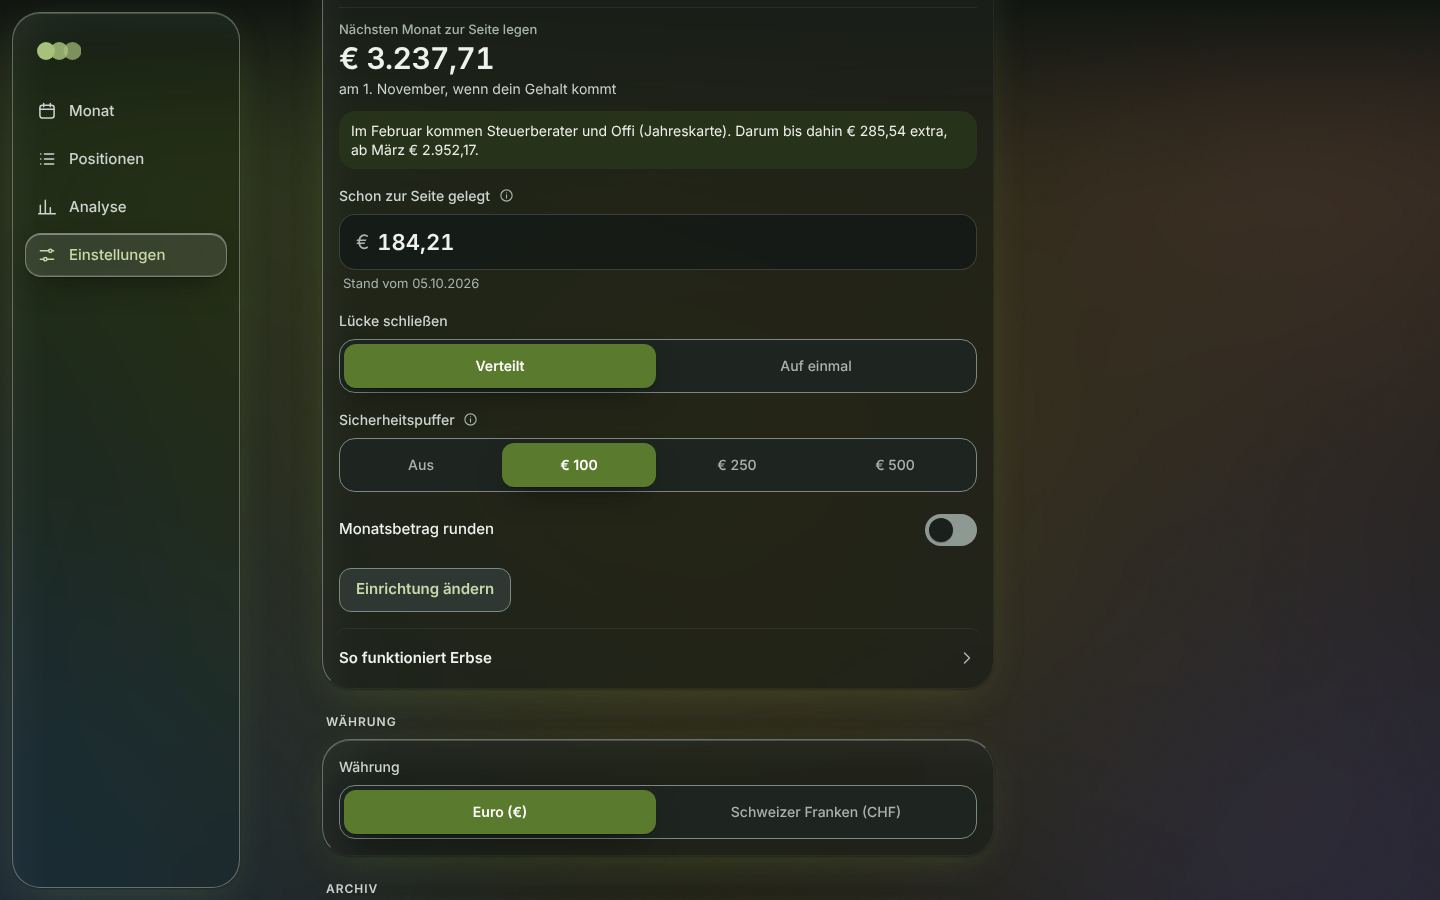 Monat
Positionen
Analyse
Einstellungen
Nächsten Monat zur Seite legen
€ 3.237,71
am 1. November, wenn dein Gehalt kommt
Im Februar kommen Steuerberater und Offi (Jahreskarte). Darum bis dahin € 285,54 extra,
ab März € 2.952,17.
Schon zur Seite gelegt
€ 184,21
Stand vom 05.10.2026
Lücke schließen
Verteilt
Auf einmal
Sicherheitspuffer
Aus
€ 100
€ 250
€ 500
Monatsbetrag runden
Einrichtung ändern
So funktioniert Erbse
WÄHRUNG
Währung
Euro (€)
Schweizer Franken (CHF)
ARCHIV